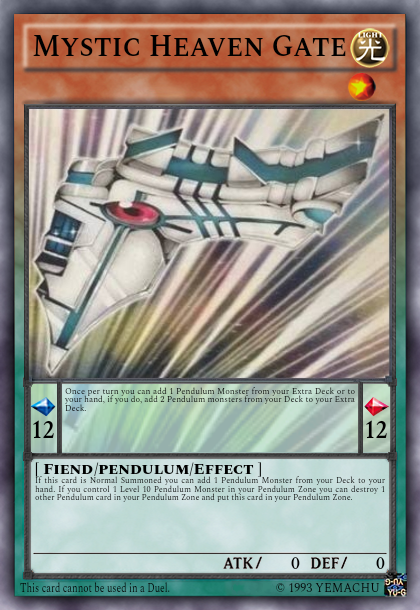 MYSTIC HEAVEN GATE
LIGHT
光
Once per turn you can add 1 Pendulum Monster from your Extra Deck or to
your hand, if you do, add 2 Pendulum monsters from your Deck to your Extra
Deck.
12
12
[ FIEND/PENDULUM/EFFECT ]
If this card is Normal Summoned you can add 1 Pendulum Monster from your Deck to your
hand. If you control 1 Level 10 Pendulum Monster in your Pendulum Zone you can destroy 1
other Pendulum card in your Pendulum Zone and put this card in your Pendulum Zone.
ATK/ 0 DEF/ 0
This card cannot be used in a Duel. © 1993 YEMACHU